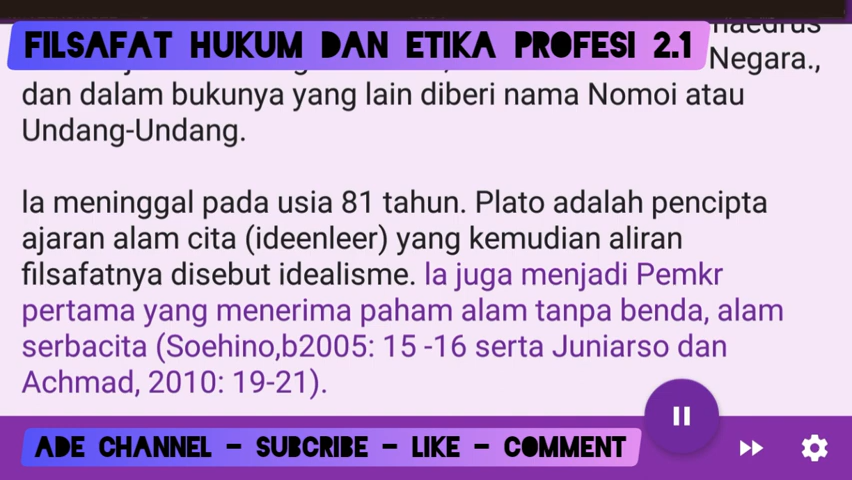 FILSAFAT HUKUM DAN ETIKA PROFESI 2.1
Negara.,
dan dalam bukunya yang lain diberi nama Nomoi atau
Undang-Undang.
Ia meninggal pada usia 81 tahun. Plato adalah pencipta
ajaran alam cita (ideenleer) yang kemudian aliran
filsafatnya disebut idealisme. Ia juga menjadi Pemkr
pertama yang menerima paham alam tanpa benda, alam
serbacita (Soehino,b2005: 15 -16 serta Juniarso dan
Achmad, 2010: 19-21).
ADE CHANNEL - SUBCRIBE - LIKE - COMMENT